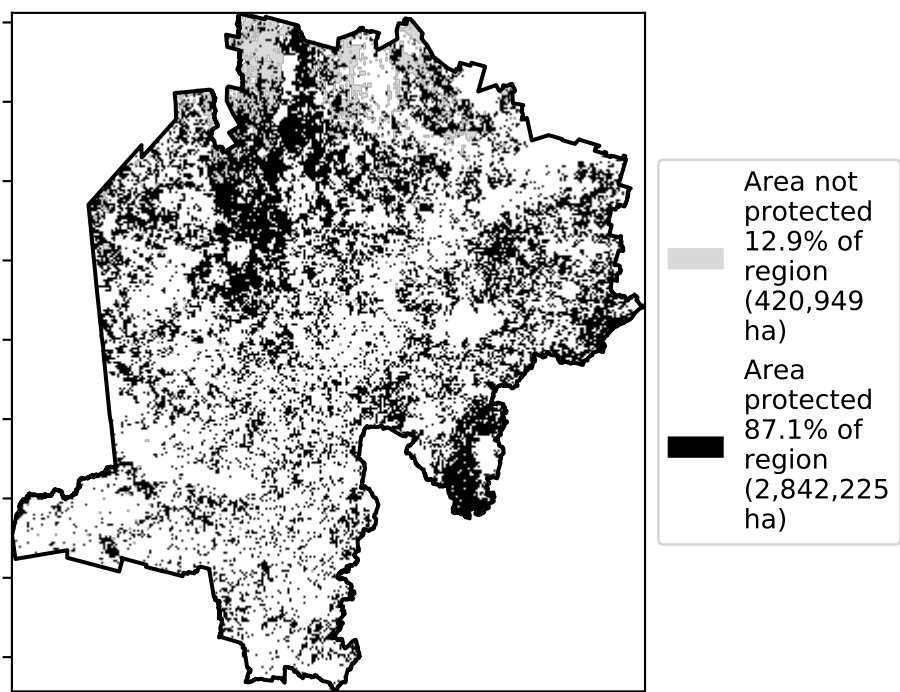 Area not
protected
12.9% of
region
(420,949
ha)
Area
protected
87.1% of
region
(2,842,225
ha)